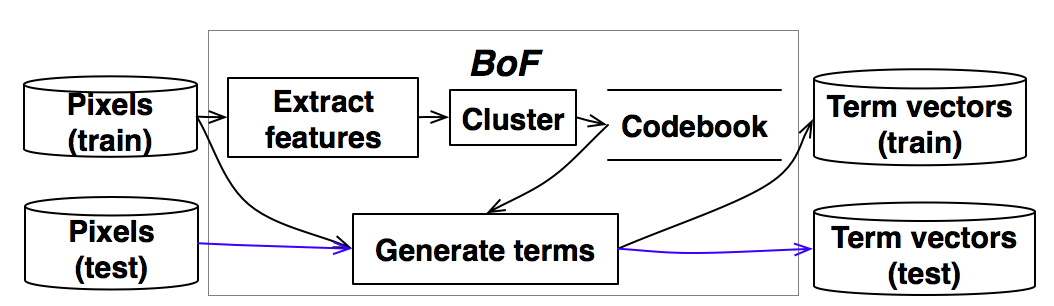 BoF
Pixels
(train)
Extract
features
Cluster
Codebook
Term vectors
(train)
Pixels
(test)
Generate terms
Term vectors
(test)